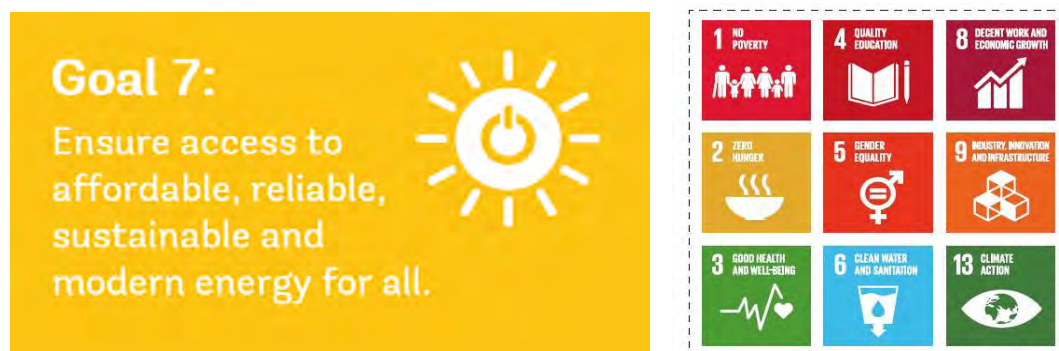 Goal 7:
Ensure access to
affordable, reliable,
sustainable and
modern energy for all.
1 NO
POVERTY
4 QUALITY
EDUCATION
8 DECENT WORK AND
ECONOMIC GROWTH
2 ZERO
HUNGER
5 GENDER
EQUALITY
9 INDUSTRY, INNOVATION
AND INFRASTRUCTURE
3 GOOD HEALTH
AND WELL-BEING
6 CLEAN WATER
AND SANITATION
13 CLIMATE
ACTION